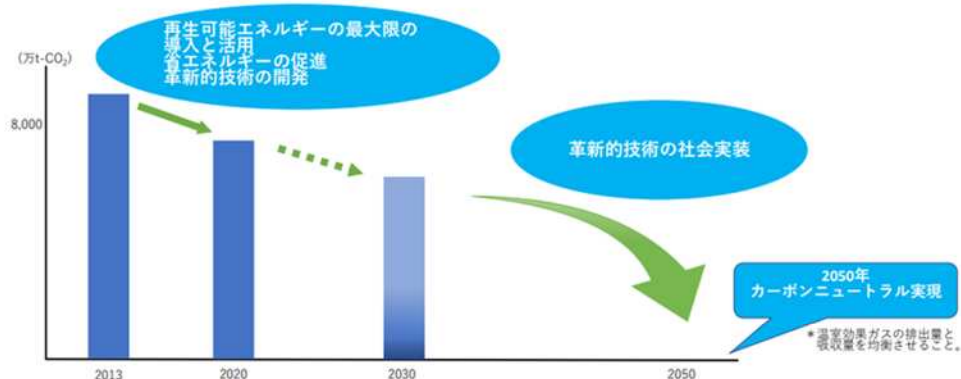 再生可能エネルギーの最大限の
導入と活用
省エネルギーの促進
革新的技術の開発
(万t-CO₂)
8,000
革新的技術の社会実装
2050年
カーボンニュートラル実現
*温室効果ガスの排出量と
吸収量を均衡させること。
2013
2020
2030
2050